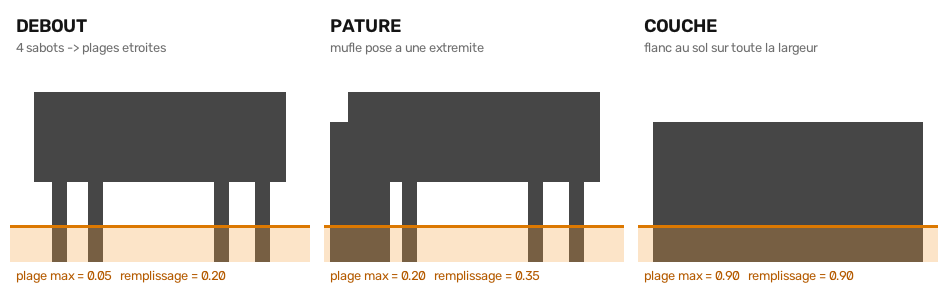 DEBOUT
4 sabots -> plages etroites
plage max = 0.05 remplissage = 0.20
PATURE
mufle pose a une extremite
plage max = 0.20 remplissage = 0.35
COUCHE
flanc au sol sur toute la largeur
plage max = 0.90 remplissage = 0.90